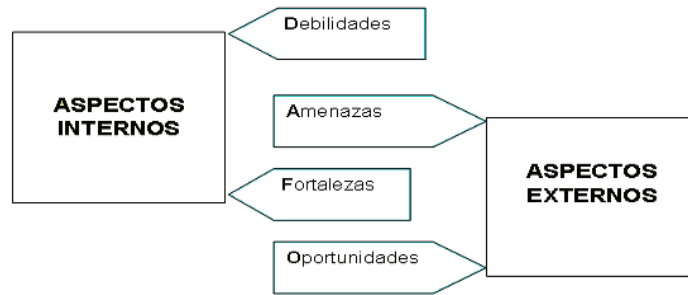 Debilidades
ASPECTOS
INTERNOS
Amenazas
Fortalezas
ASPECTOS
EXTERNOS
Oportunidades